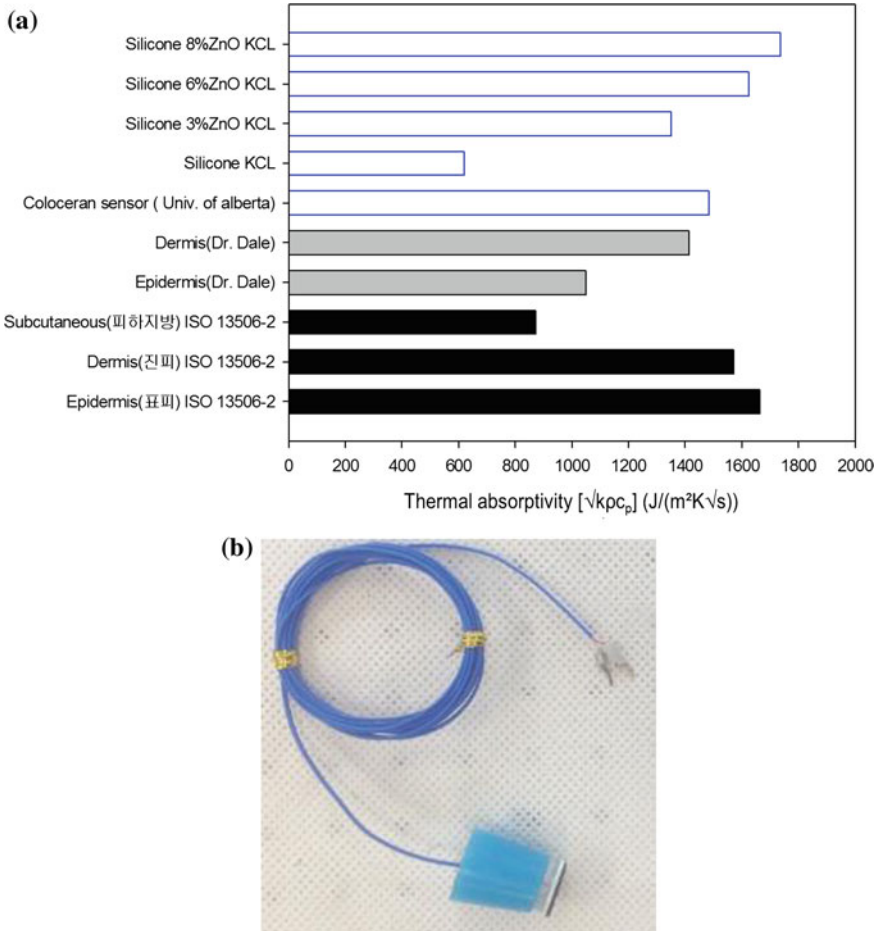 (a)
Silicone 8%ZnO KCL
Silicone 6%ZnO KCL
Silicone 3%ZnO KCL
Silicone KCL
Coloceran sensor ( Univ. of alberta)
Dermis(Dr. Dale)
Epidermis(Dr. Dale)
Subcutaneous(피하지방) ISO 13506-2
Dermis(진피) ISO 13506-2
Epidermis(표피) ISO 13506-2
0 200 400 600 800 1000 1200 1400 1600 1800 2000
Thermal absorptivity [√kρcₚ] (J/(m²K√s))
(b)